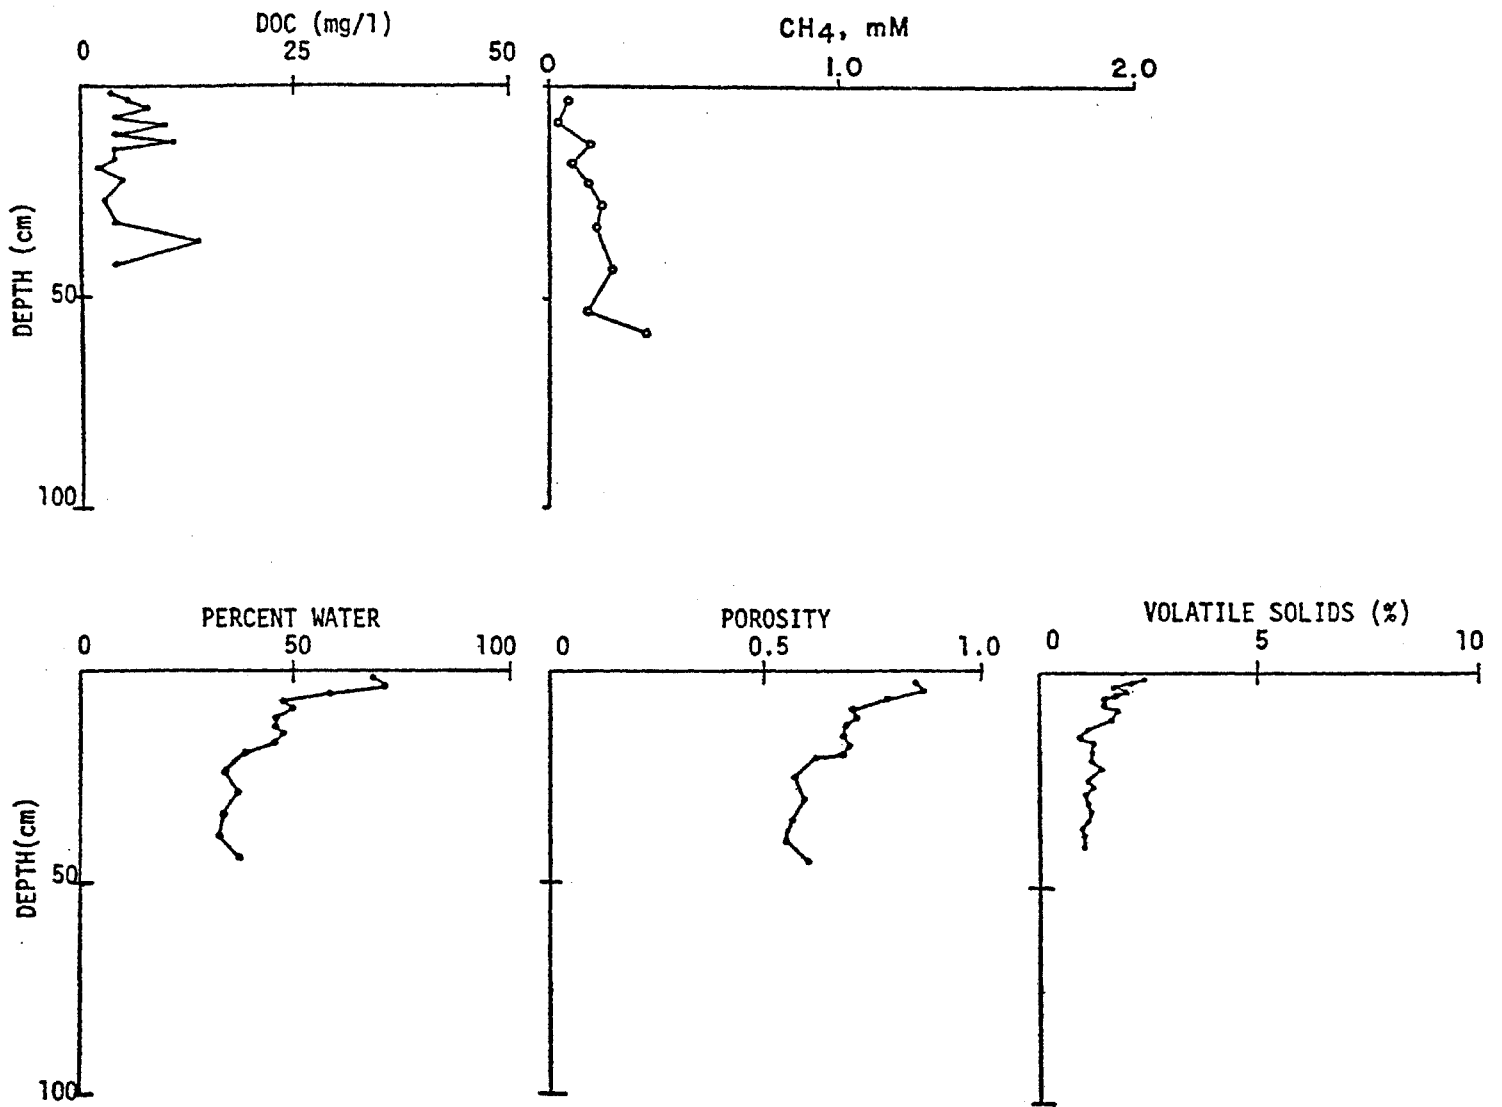 DOC (mg/l)
0 25 50
CH4, mM
0 1.0 2.0
DEPTH (cm)
50
100
PERCENT WATER
0 50 100
POROSITY
0 0.5 1.0
VOLATILE SOLIDS (%)
0 5 10
DEPTH(cm)
50
100